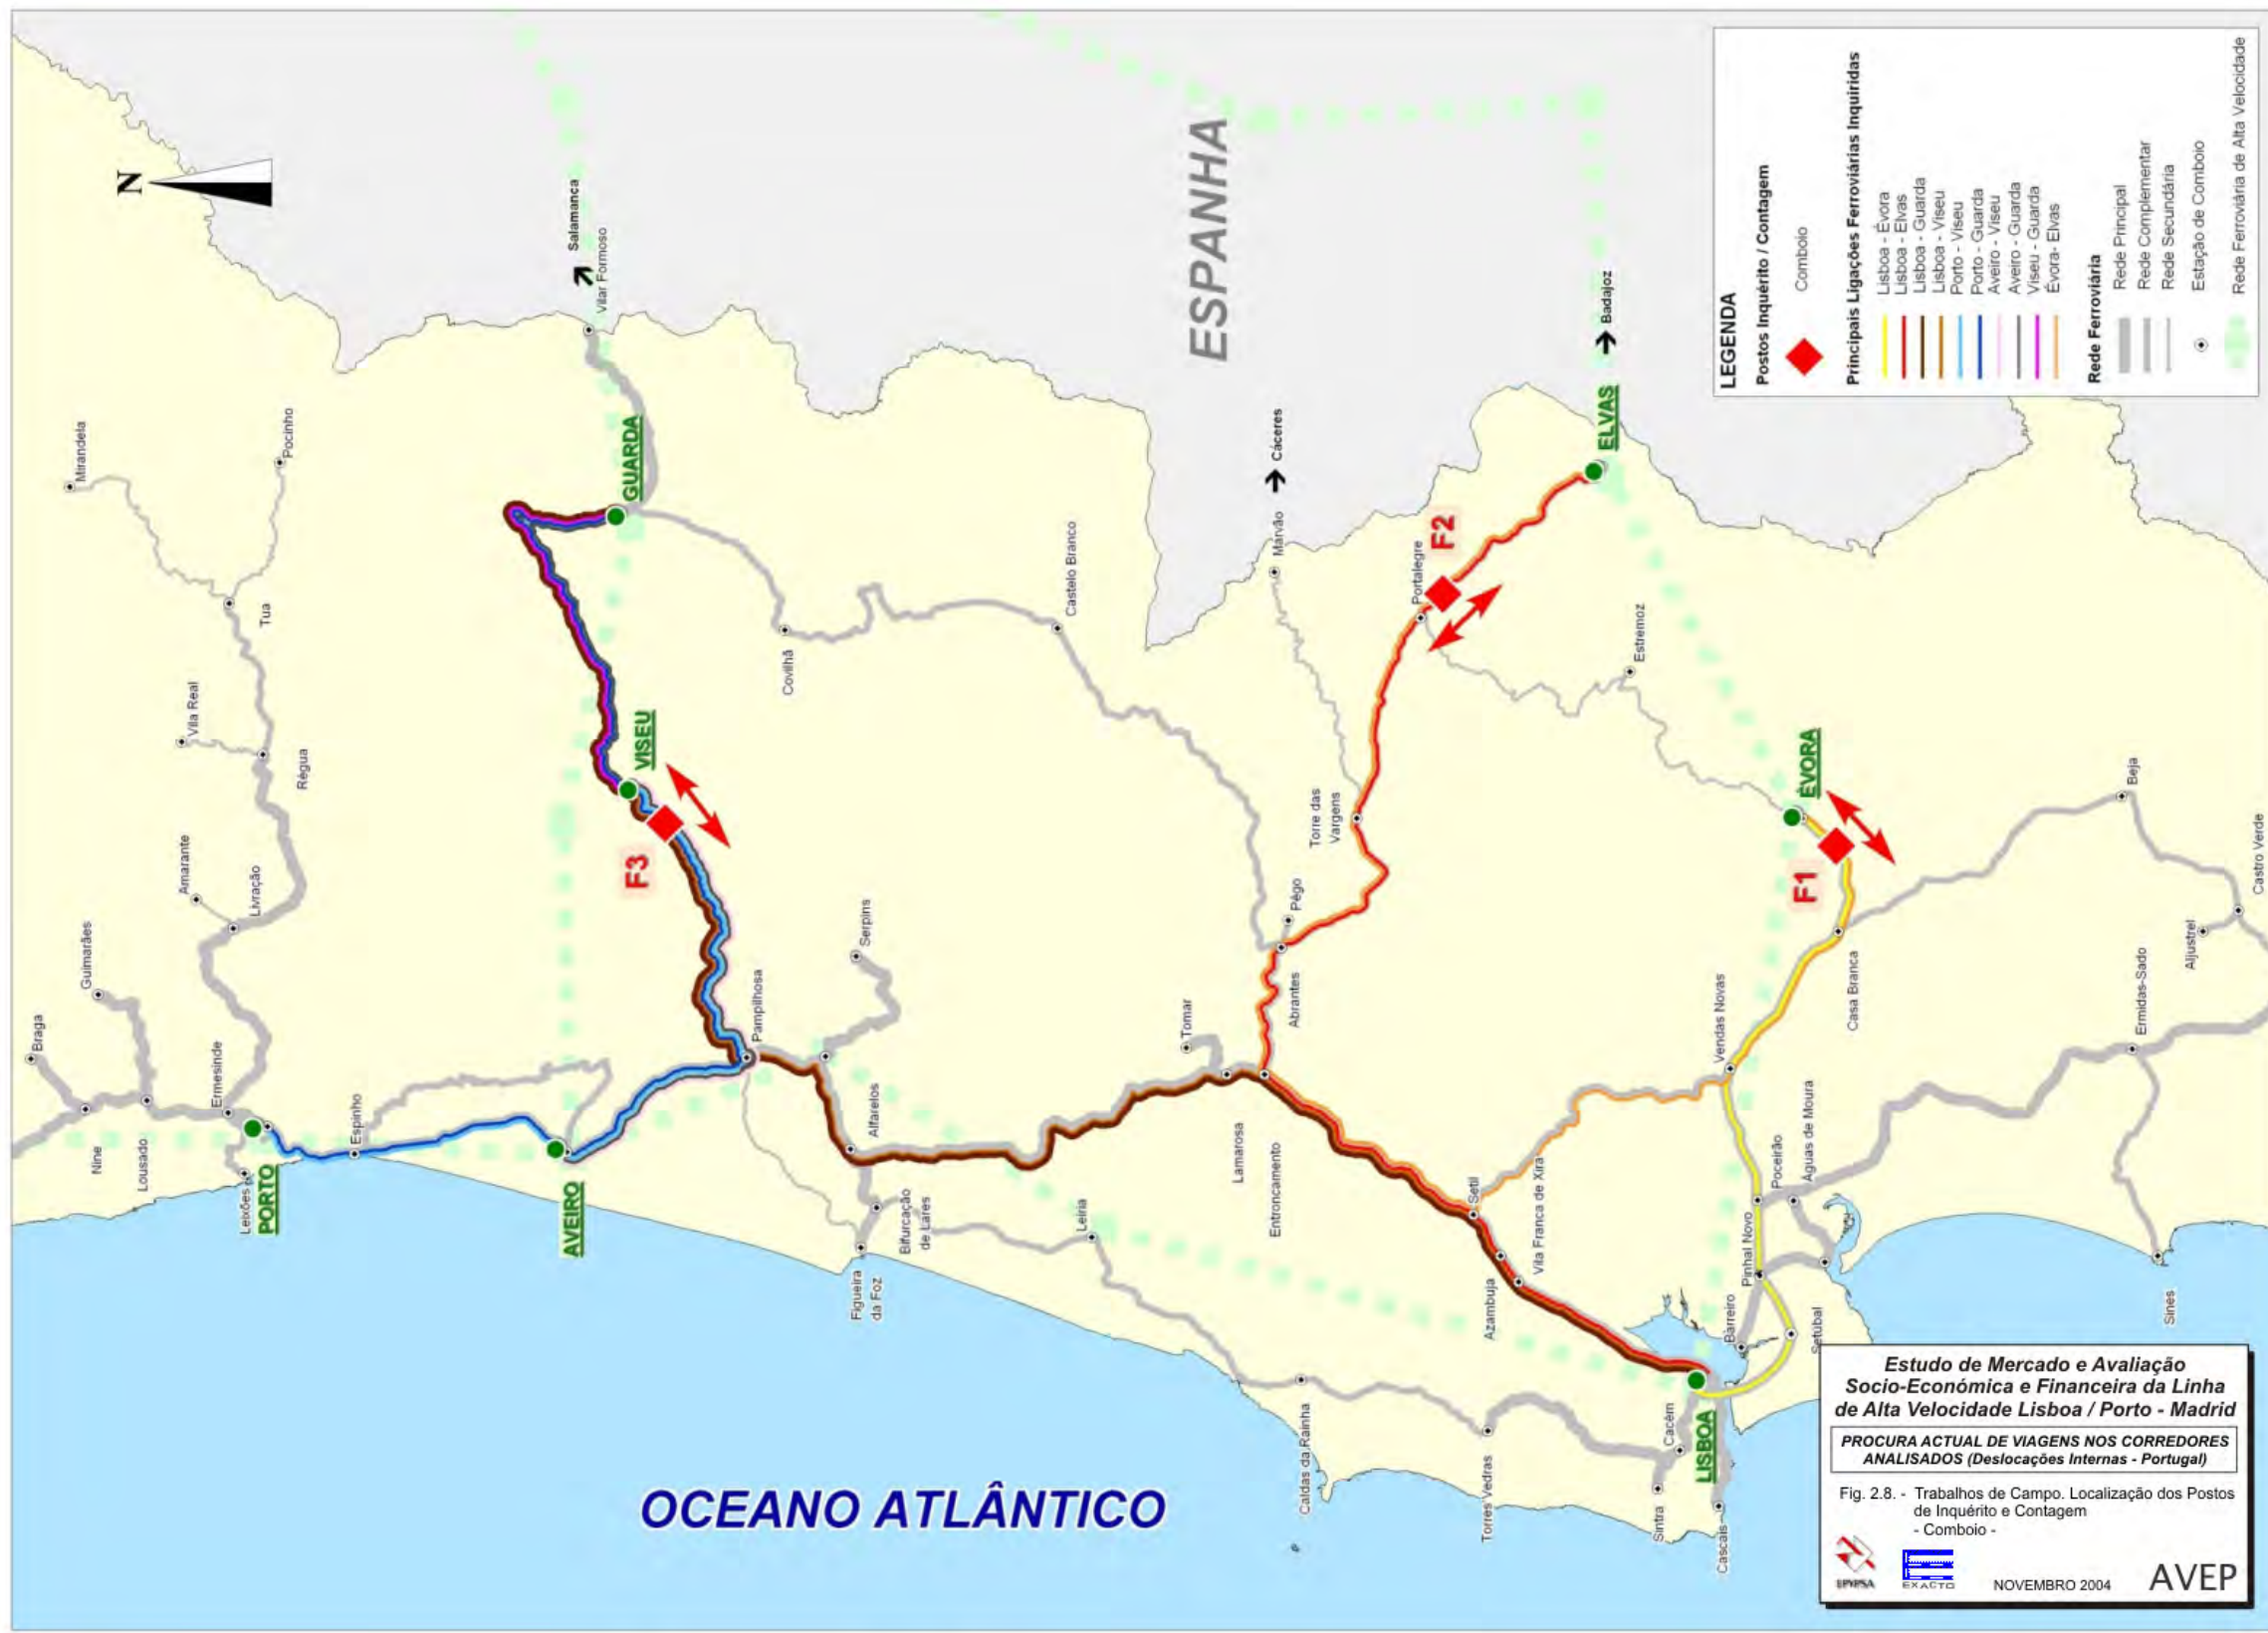 N
Salamanca
Vilar Formoso
ESPANHA
Badajoz
Cáceres
Marvão
Mirandela
Pocinho
Tua
Vila Real
Régua
Amarante
Livração
Guimarães
Braga
Nine
Lousado
Ermesinde
Leixões
PORTO
Espinho
AVEIRO
GUARDA
VISEU
F3
Pampilhosa
Serpins
Alfarelos
Bifurcação
de Lares
Figueira
da Foz
Leiria
Covilhã
Castelo Branco
Tomar
Lamarosa
Entroncamento
Abrantes
Pêgo
Torre das
Vargens
Portalegre
F2
ELVAS
Estremoz
ÉVORA
F1
Casa Branca
Vendas Novas
Beja
Castro Verde
Aljustrel
Ermidas-Sado
Sines
Setil
Vila Franca de Xira
Azambuja
Poceirão
Águas de Moura
Pinhal Novo
Barreiro
Setubal
LISBOA
Cacém
Sintra
Cascais
Torres Vedras
Caldas da Rainha
OCEANO ATLÂNTICO
LEGENDA
Postos Inquérito / Contagem
Comboio
Principais Ligações Ferroviárias Inquiridas
Lisboa - Évora
Lisboa - Elvas
Lisboa - Guarda
Lisboa - Viseu
Porto - Viseu
Porto - Guarda
Aveiro - Viseu
Aveiro - Guarda
Viseu - Guarda
Évora- Elvas
Rede Ferroviária
Rede Principal
Rede Complementar
Rede Secundária
Estação de Comboio
Rede Ferroviária de Alta Velocidade
Estudo de Mercado e Avaliação
Socio-Económica e Financeira da Linha
de Alta Velocidade Lisboa / Porto - Madrid
PROCURA ACTUAL DE VIAGENS NOS CORREDORES
ANALISADOS (Deslocações Internas - Portugal)
Fig. 2.8. - Trabalhos de Campo. Localização dos Postos
de Inquérito e Contagem
- Comboio -
EPYPSA
EXACTO
NOVEMBRO 2004
AVEP